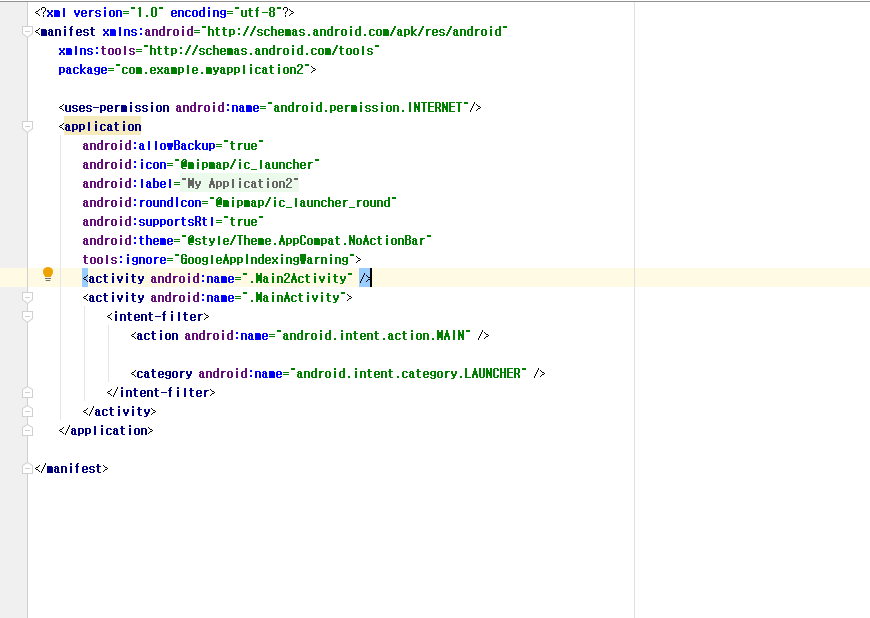 <?xml version="1.0" encoding="utf-8"?>
<manifest xmlns:android="http://schemas.android.com/apk/res/android"
xmlns:tools="http://schemas.android.com/tools"
package="com.example.myapplication2">
<uses-permission android:name="android.permission.INTERNET"/>
<application
android:allowBackup="true"
android:icon="@mipmap/ic_launcher"
android:label="My Application2"
android:roundIcon="@mipmap/ic_launcher_round"
android:supportsRtl="true"
android:theme="@style/Theme.AppCompat.NoActionBar"
tools:ignore="GoogleAppIndexingWarning">
<activity android:name=".Main2Activity" />
<activity android:name=".MainActivity">
<intent-filter>
<action android:name="android.intent.action.MAIN" />
<category android:name="android.intent.category.LAUNCHER" />
</intent-filter>
</activity>
</application>
</manifest>